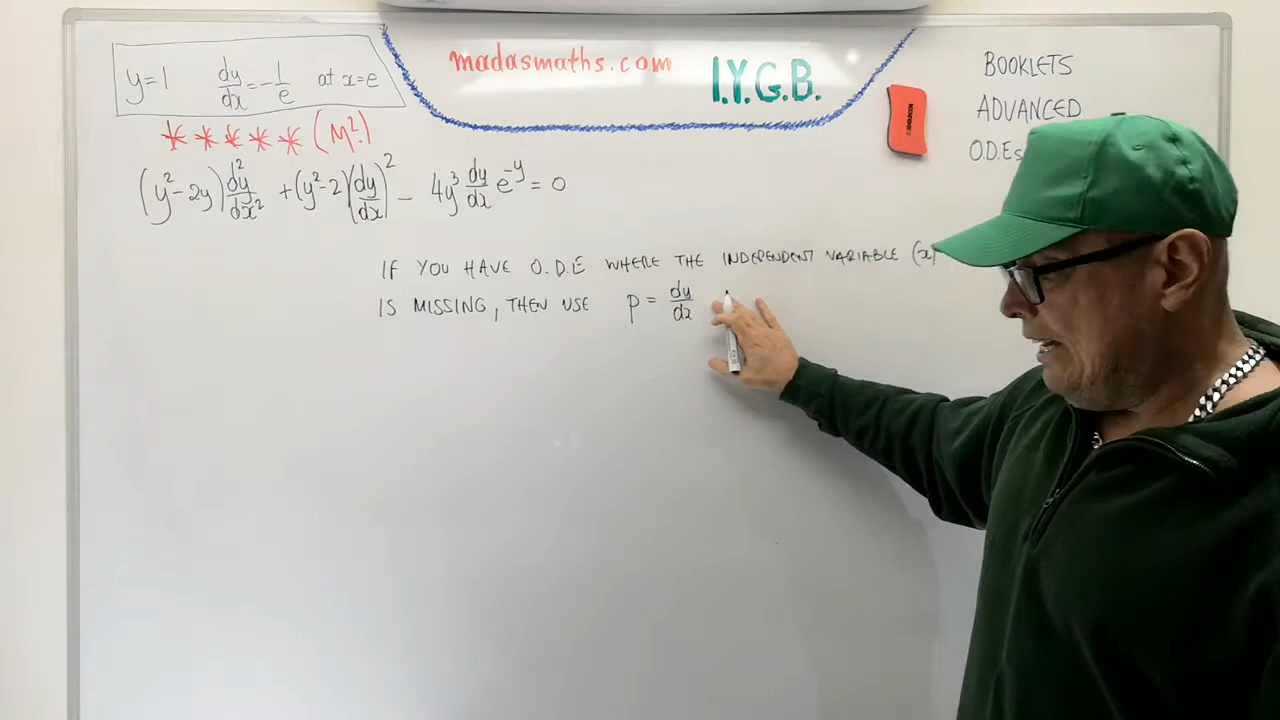 madasmaths.com
I.Y.G.B.
BOOKLETS
ADVANCED
O.D.Es
y=1 dy/dx = -1/e at x=e
***** (M²?)
(y²-2y) d²y/dx² + (y²-2)(dy/dx)² - 4y³ dy/dx e^-y = 0
IF YOU HAVE O.D.E WHERE THE INDEPENDENT VARIABLE (x)
IS MISSING, THEN USE p = dy/dx